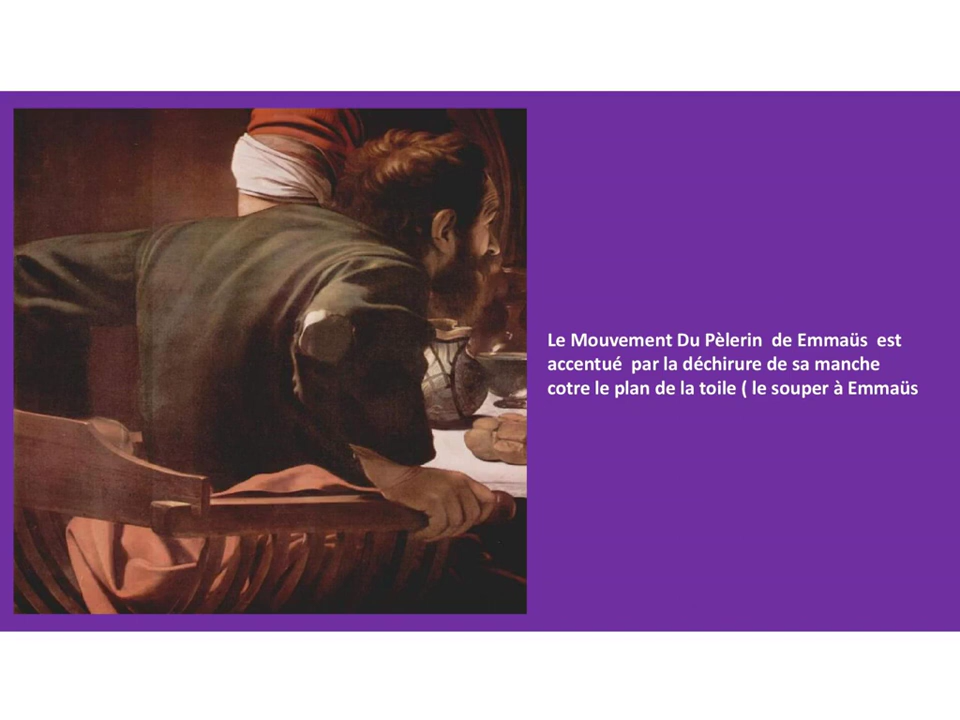 Le Mouvement Du Pèlerin de Emmaüs est
accentué par la déchirure de sa manche
cotre le plan de la toile ( le souper à Emmaüs